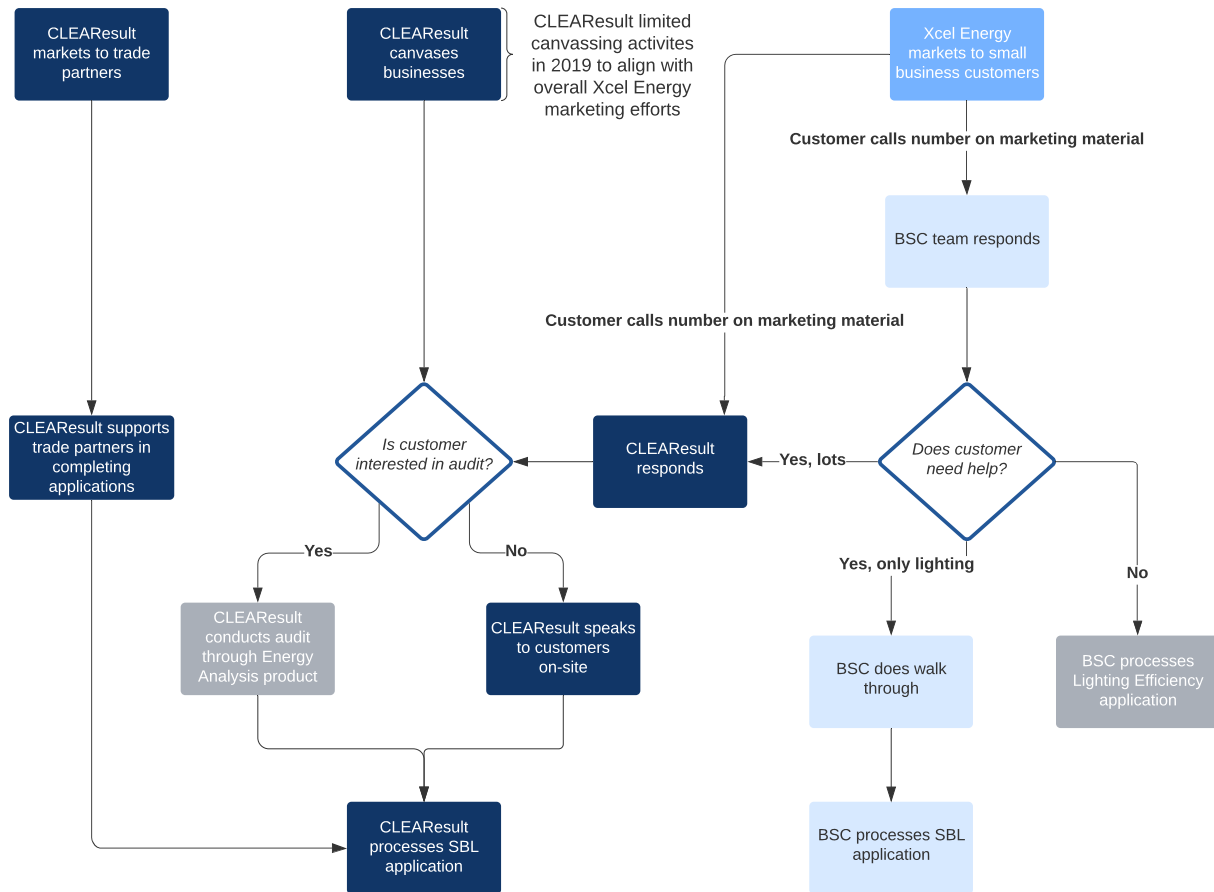 CLEAResult
markets to trade
partners
CLEAResult
canvases
businesses
CLEAResult limited
canvassing activites
in 2019 to align with
overall Xcel Energy
marketing efforts
Xcel Energy
markets to small
business customers
Customer calls number on marketing material
BSC team responds
Customer calls number on marketing material
CLEAResult supports
trade partners in
completing
applications
Is customer
interested in audit?
CLEAResult
responds
Yes, lots
Does customer
need help?
Yes
No
Yes, only lighting
No
CLEAResult
conducts audit
through Energy
Analysis product
CLEAResult speaks
to customers
on-site
BSC does walk
through
BSC processes
Lighting Efficiency
application
CLEAResult
processes SBL
application
BSC processes SBL
application